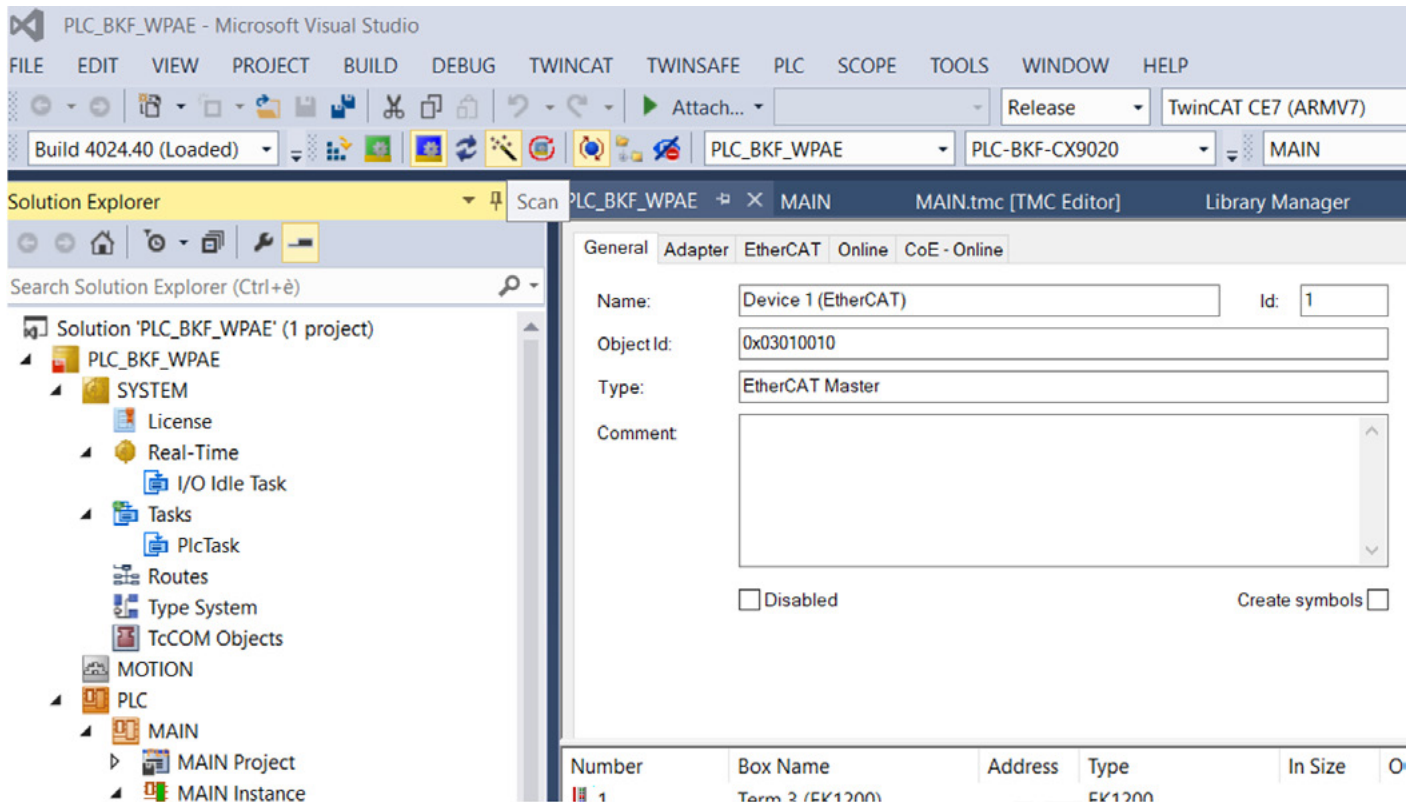 PLC_BKF_WPAE - Microsoft Visual Studio
FILE EDIT VIEW PROJECT BUILD DEBUG TWINCAT TWINSAFE PLC SCOPE TOOLS WINDOW HELP
Attach... Release TwinCAT CE7 (ARMV7)
Build 4024.40 (Loaded) PLC_BKF_WPAE PLC-BKF-CX9020 MAIN
Solution Explorer Scan PLC_BKF_WPAE MAIN MAIN.tmc [TMC Editor] Library Manager
General Adapter EtherCAT Online CoE - Online
Search Solution Explorer (Ctrl+è)
Name: Device 1 (EtherCAT) Id: 1
Object Id: 0x03010010
Type: EtherCAT Master
Comment:
Disabled Create symbols
Solution 'PLC_BKF_WPAE' (1 project)
PLC_BKF_WPAE
SYSTEM
License
Real-Time
I/O Idle Task
Tasks
PlcTask
Routes
Type System
TcCOM Objects
MOTION
PLC
MAIN
MAIN Project
MAIN Instance
Number Box Name Address Type In Size
1 Term 3 (EK1200) EK1200